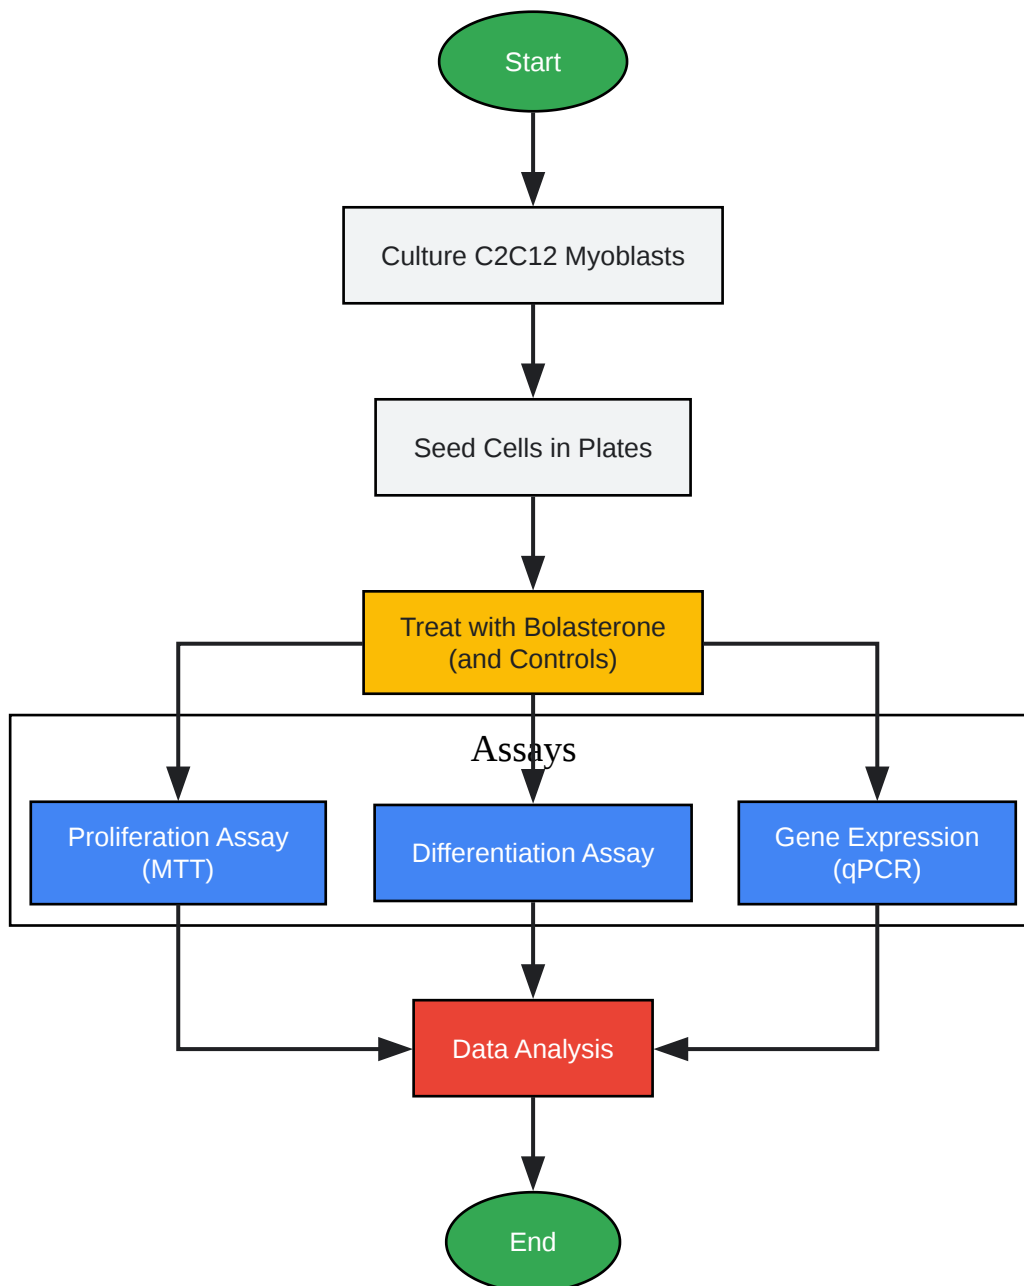 Start
Culture C2C12 Myoblasts
Seed Cells in Plates
Treat with Bolasterone
(and Controls)
Assays
Proliferation Assay
(MTT)
Differentiation Assay
Gene Expression
(qPCR)
Data Analysis
End